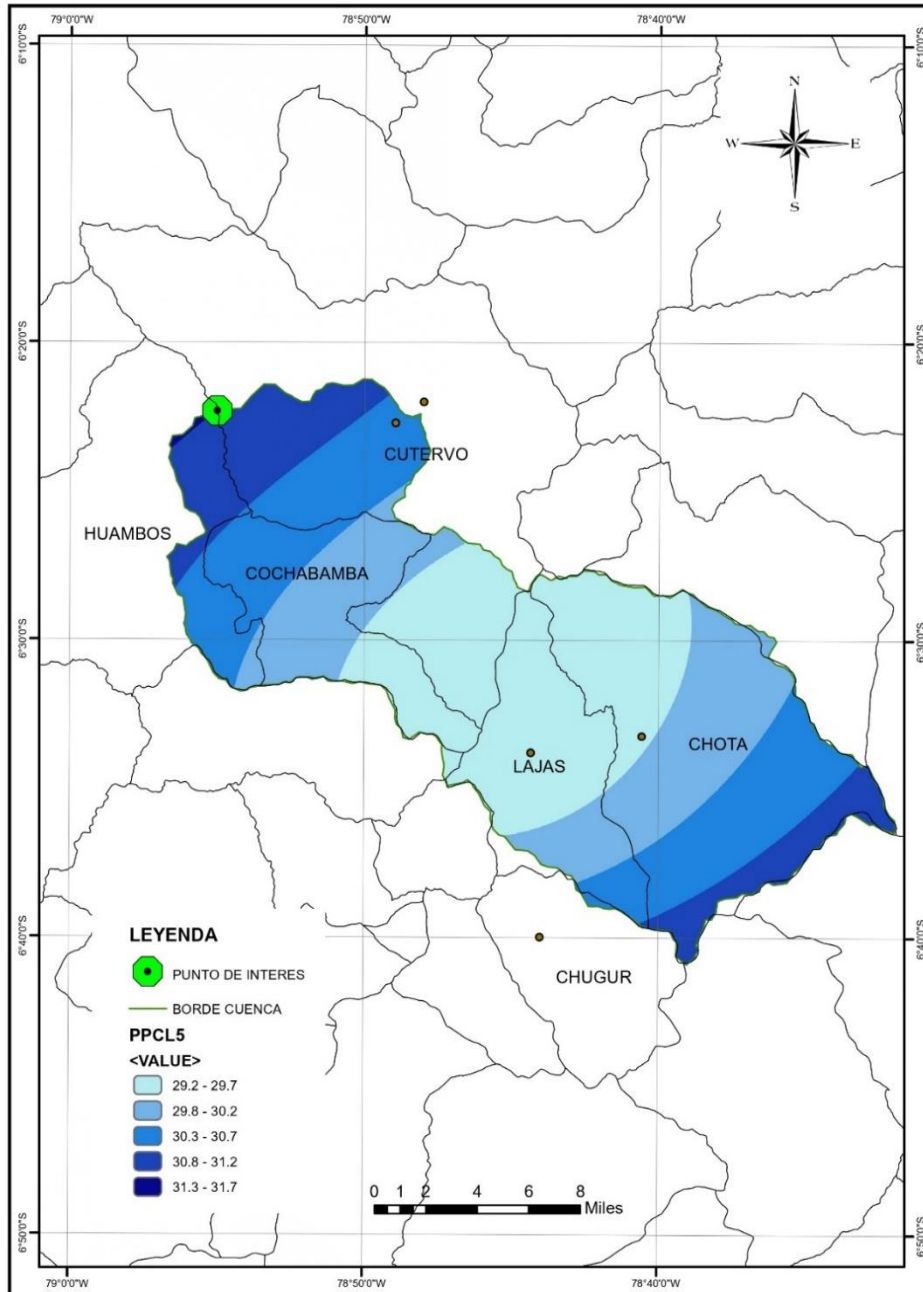 79°0'0"W 78°50'0"W 78°40'0"W
6°10'0"S 6°10'0"S
N
W E
S
6°20'0"S 6°20'0"S
CUTERVO
HUAMBOS
COCHABAMBA
6°30'0"S 6°30'0"S
CHOTA
LAJAS
LEYENDA
6°40'0"S 6°40'0"S
PUNTO DE INTERES
CHUGUR
BORDE CUENCA
PPCL5
<VALUE>
29.2 - 29.7
29.8 - 30.2
30.3 - 30.7
30.8 - 31.2
31.3 - 31.7
0 1 2 4 6 8
Miles
6°50'0"S 6°50'0"S
79°0'0"W 78°50'0"W 78°40'0"W